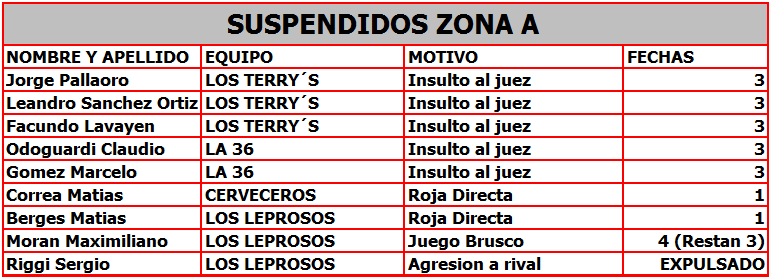 SUSPENDIDOS ZONA A
NOMBRE Y APELLIDO EQUIPO MOTIVO FECHAS
Jorge Pallaoro LOS TERRY´S Insulto al juez 3
Leandro Sanchez Ortiz LOS TERRY´S Insulto al juez 3
Facundo Lavayen LOS TERRY´S Insulto al juez 3
Odoguardi Claudio LA 36 Insulto al juez 3
Gomez Marcelo LA 36 Insulto al juez 3
Correa Matias CERVECEROS Roja Directa 1
Berges Matias LOS LEPROSOS Roja Directa 1
Moran Maximiliano LOS LEPROSOS Juego Brusco 4 (Restan 3)
Riggi Sergio LOS LEPROSOS Agresion a rival EXPULSADO